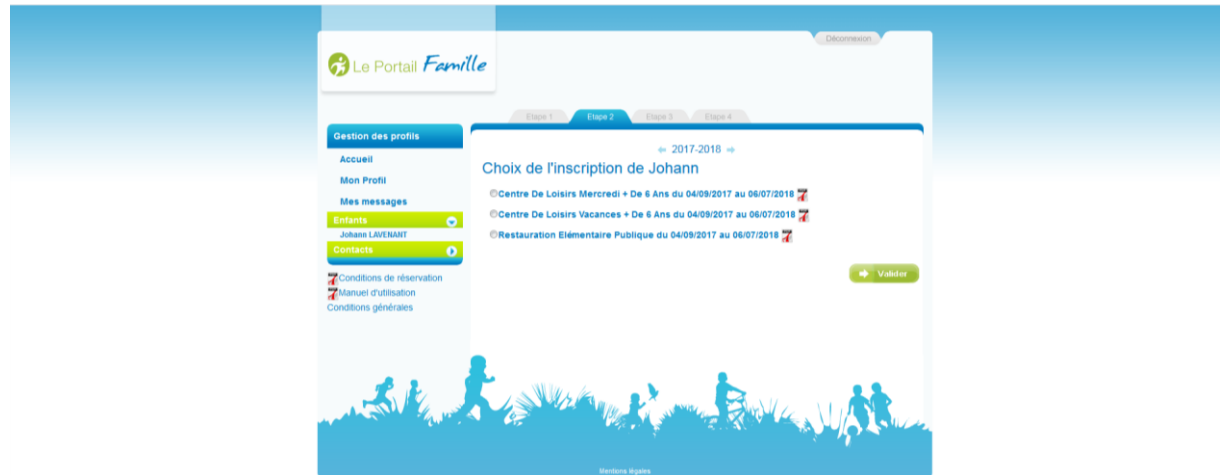 Déconnexion
Le Portail Famille
Etape 1 Etape 2 Etape 3 Etape 4
Gestion des profils
Accueil
Mon Profil
Mes messages
Enfants
Johann LAVENANT
Contacts
Conditions de réservation
Manuel d'utilisation
Conditions générales
2017-2018
Choix de l'inscription de Johann
Centre De Loisirs Mercredi + De 6 Ans du 04/09/2017 au 06/07/2018
Centre De Loisirs Vacances + De 6 Ans du 04/09/2017 au 06/07/2018
Restauration Elémentaire Publique du 04/09/2017 au 06/07/2018
Valider
Mentions légales